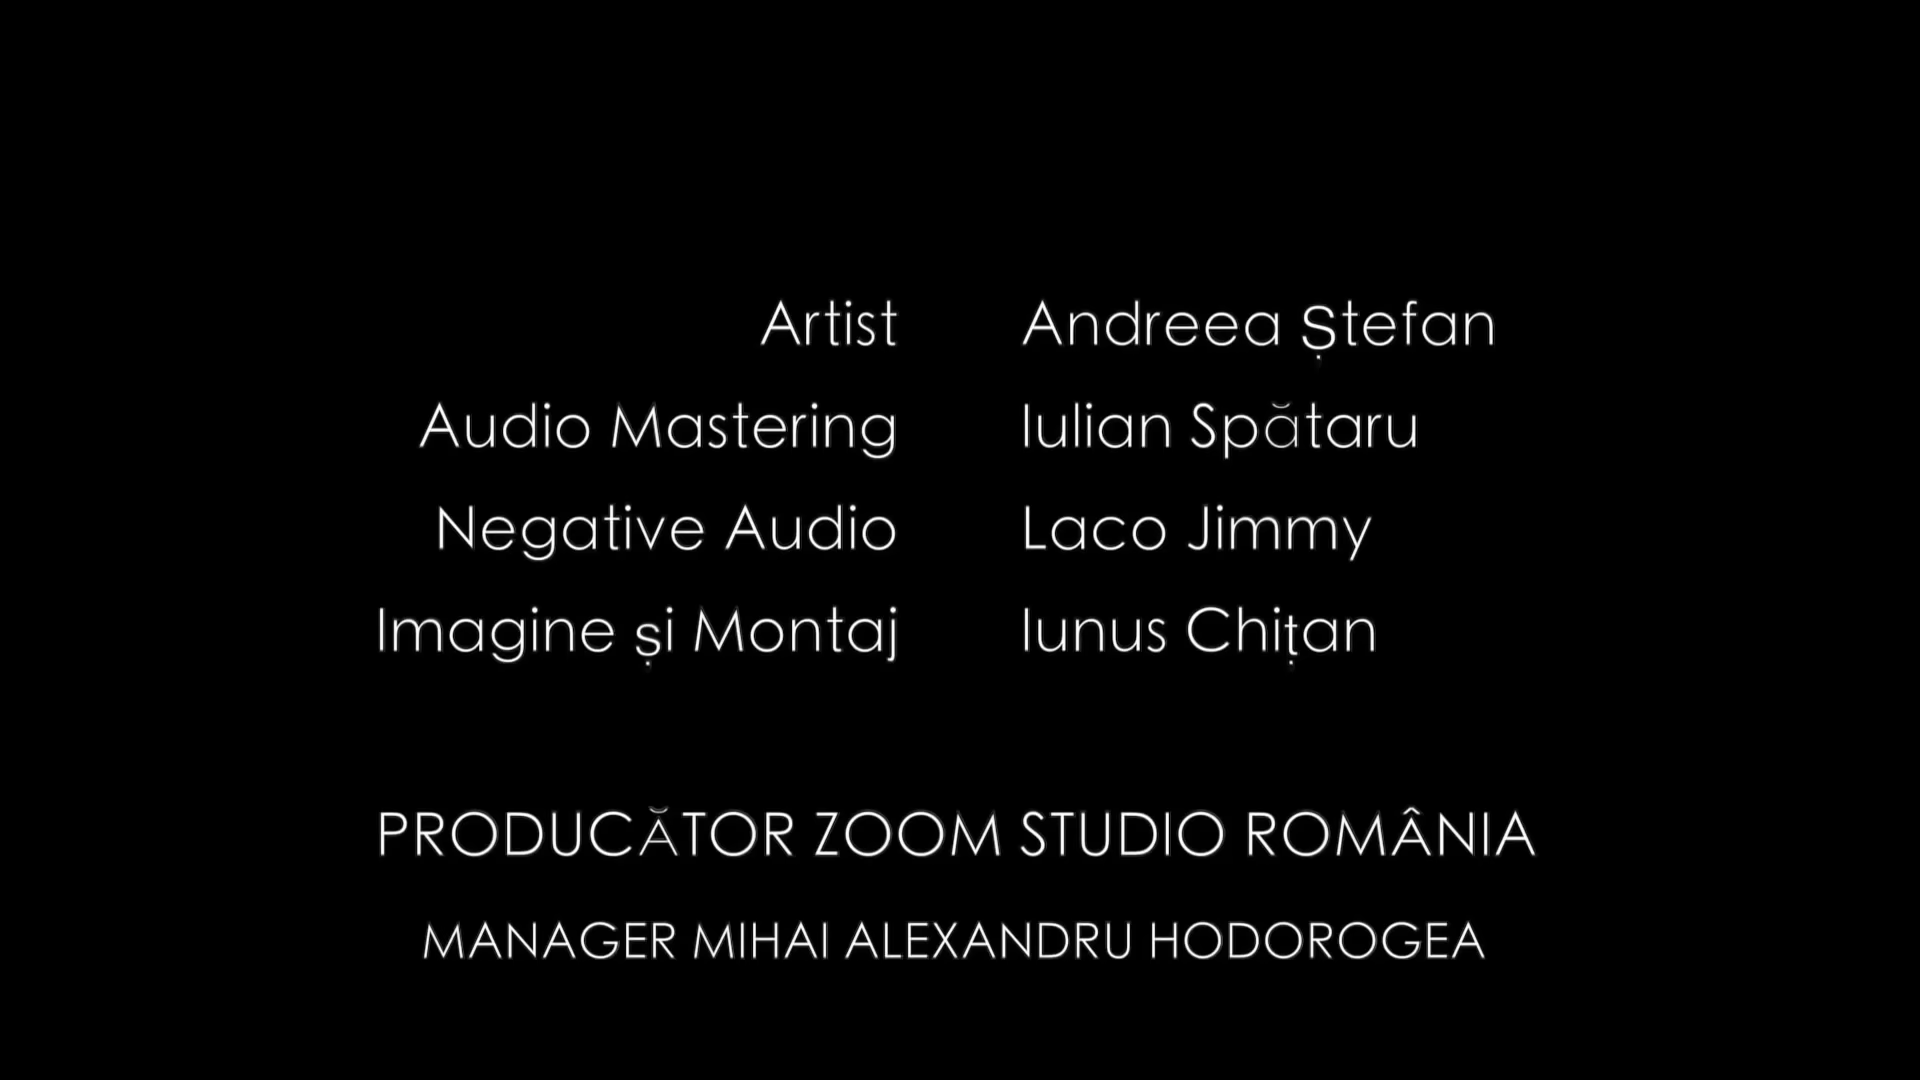 Artist Andreea Ștefan
Audio Mastering Iulian Spătaru
Negative Audio Laco Jimmy
Imagine și Montaj Iunus Chițan
PRODUCĂTOR ZOOM STUDIO ROMÂNIA
MANAGER MIHAI ALEXANDRU HODOROGEA